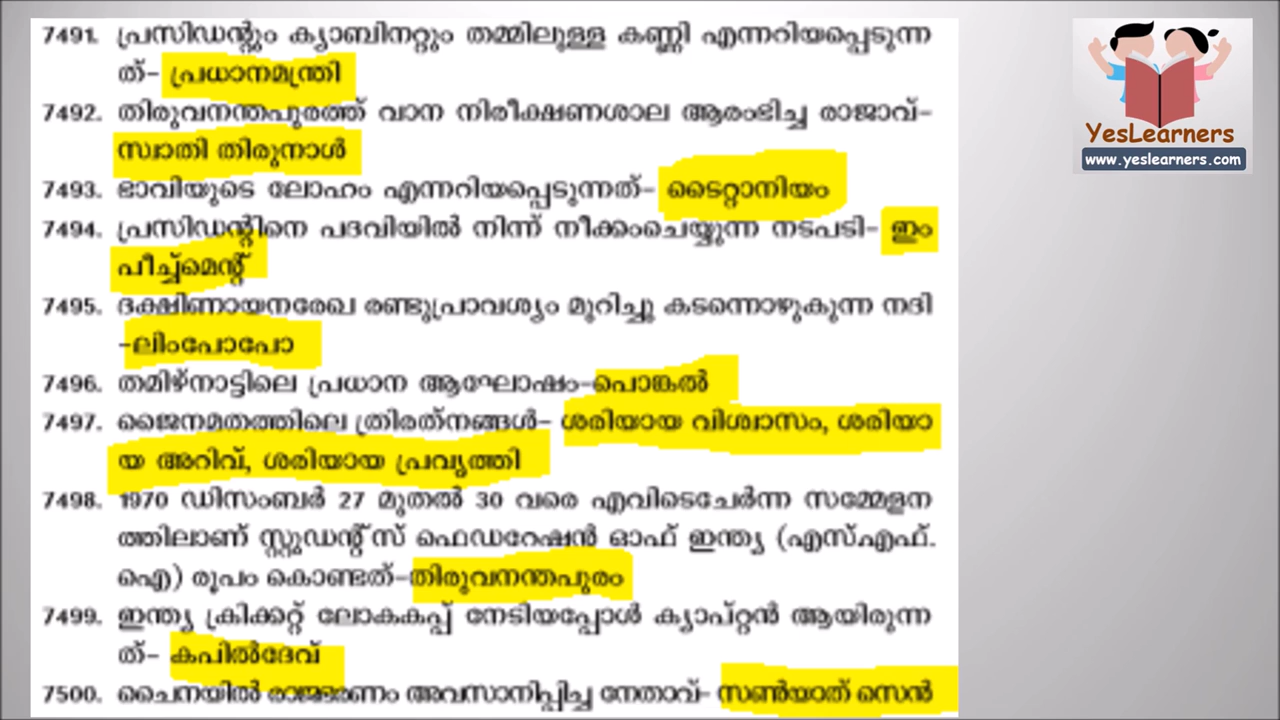 7491. പ്രസിഡന്റും ക്യാബിനറ്റും തമ്മിലുള്ള കണ്ണി എന്നറിയപ്പെടുന്ന
ത്- പ്രധാനമന്ത്രി
7492. തിരുവനന്തപുരത്ത് വാന നിരീക്ഷണശാല ആരംഭിച്ച രാജാവ്-
സ്വാതി തിരുനാൾ
7493. ഭാവിയുടെ ലോഹം എന്നറിയപ്പെടുന്നത്- ടൈറ്റാനിയം
7494. പ്രസിഡന്റിനെ പദവിയിൽ നിന്ന് നീക്കംചെയ്യുന്ന നടപടി- ഇം
പീച്ച്മെന്റ്
7495. ദക്ഷിണായനരേഖ രണ്ടുപ്രാവശ്യം മുറിച്ചു കടന്നൊഴുകുന്ന നദി
-ലിംപോപോ
7496. തമിഴ്നാട്ടിലെ പ്രധാന ആഘോഷം-പൊങ്കൽ
7497. ജൈനമതത്തിലെ ത്രിരത്നങ്ങൾ- ശരിയായ വിശ്വാസം, ശരിയാ
യ അറിവ്, ശരിയായ പ്രവൃത്തി
7498. 1970 ഡിസംബർ 27 മുതൽ 30 വരെ എവിടെചേർന്ന സമ്മേളന
ത്തിലാണ് സ്റ്റുഡന്റ്സ് ഫെഡറേഷൻ ഓഫ് ഇന്ത്യ (എസ്എഫ്.
ഐ) രൂപം കൊണ്ടത്-തിരുവനന്തപുരം
7499. ഇന്ത്യ ക്രിക്കറ്റ് ലോകകപ്പ് നേടിയപ്പോൾ ക്യാപ്റ്റൻ ആയിരുന്ന
ത്- കപിൽദേവ്
7500. ചൈനയിൽ രാജഭരണം അവസാനിപ്പിച്ച നേതാവ്- സൺയാത് സെൻ
YesLearners
www.yeslearners.com